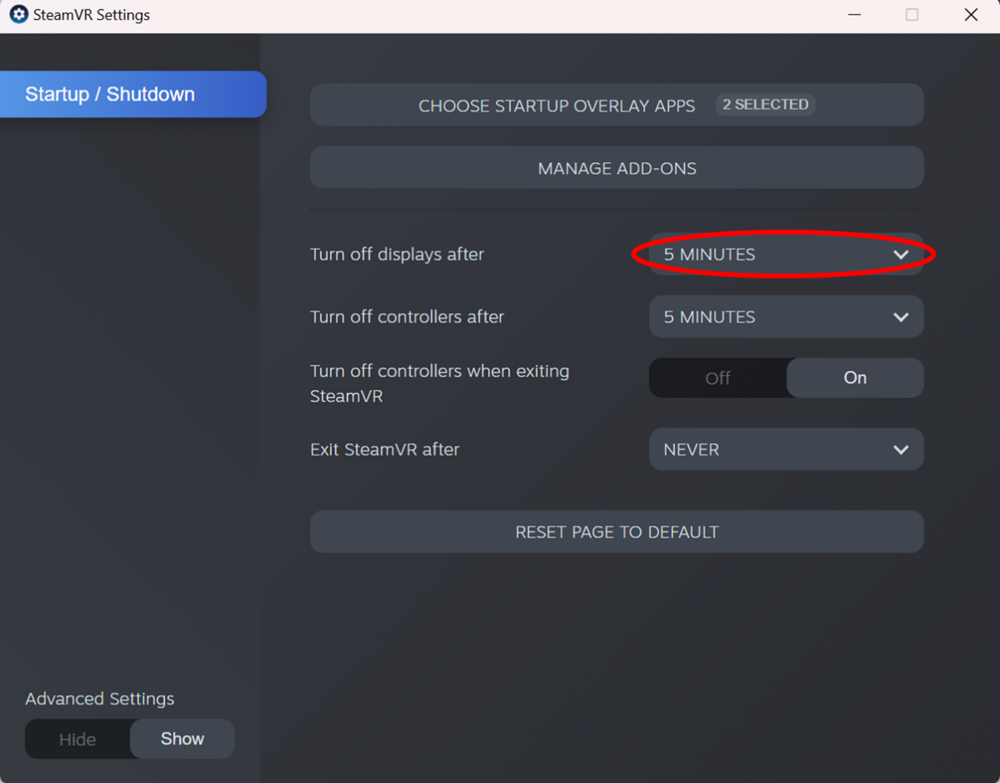 SteamVR Settings
Startup / Shutdown
CHOOSE STARTUP OVERLAY APPS 2 SELECTED
MANAGE ADD-ONS
Turn off displays after 5 MINUTES
Turn off controllers after 5 MINUTES
Turn off controllers when exiting
SteamVR
Off On
Exit SteamVR after NEVER
RESET PAGE TO DEFAULT
Advanced Settings
Hide Show